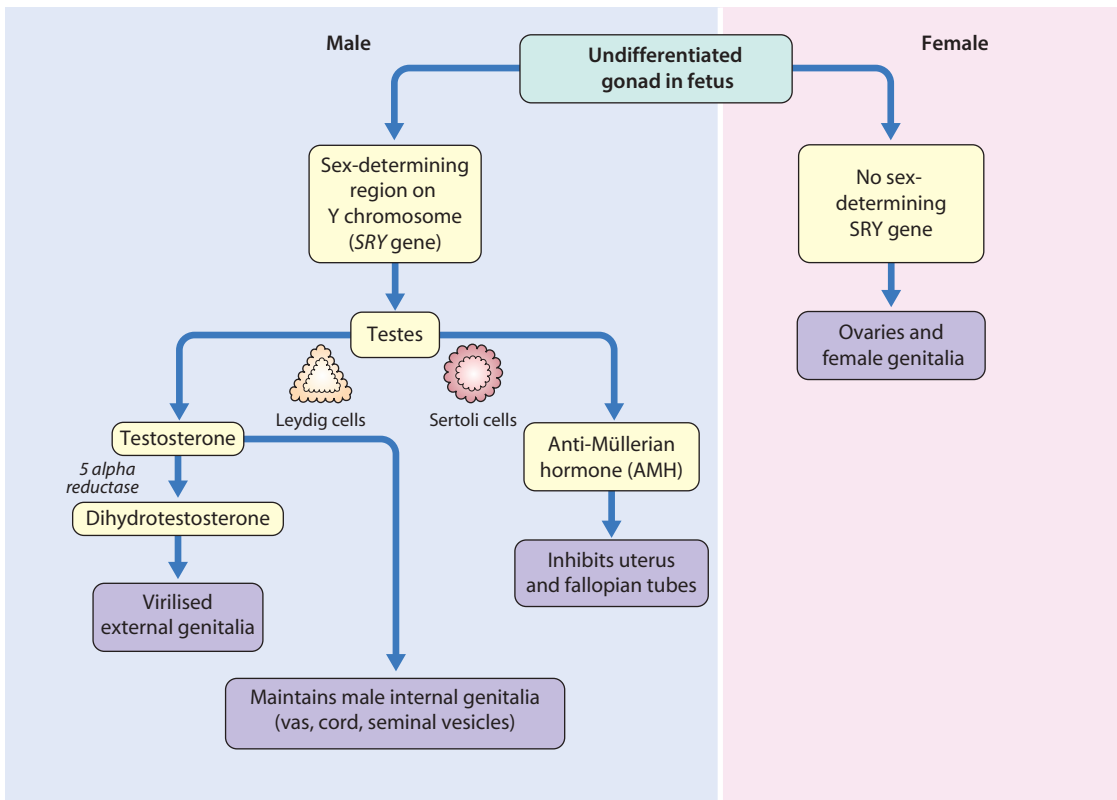 Male
Undifferentiated
gonad in fetus
Female
Sex-determining
region on
Y chromosome
(SRY gene)
No sex-
determining
SRY gene
Testes
Ovaries and
female genitalia
Leydig cells
Sertoli cells
Testosterone
Anti-Müllerian
hormone (AMH)
5 alpha
reductase
Dihydrotestosterone
Inhibits uterus
and fallopian tubes
Virilised
external genitalia
Maintains male internal genitalia
(vas, cord, seminal vesicles)